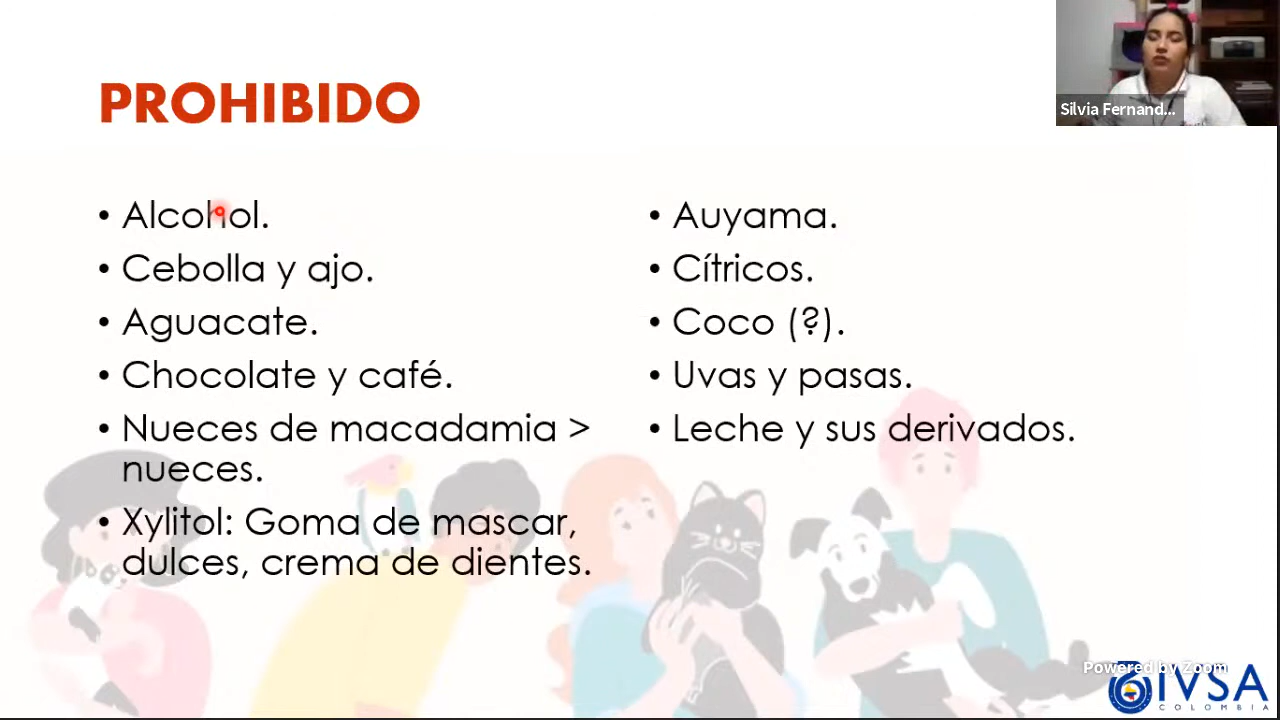 Silvia Fernand...
PROHIBIDO
• Alcohol.
• Cebolla y ajo.
• Aguacate.
• Chocolate y café.
• Nueces de macadamia >
nueces.
• Xylitol: Goma de mascar,
dulces, crema de dientes.
• Auyama.
• Cítricos.
• Coco (?).
• Uvas y pasas.
• Leche y sus derivados.
Powered by Zoom
IVSA
COLOMBIA